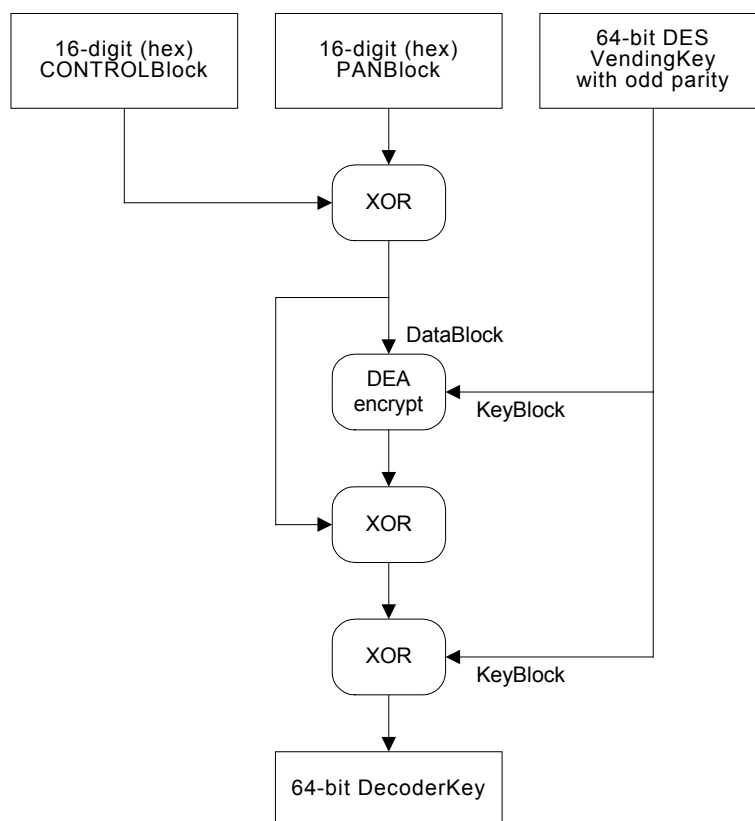 16-digit (hex)
CONTROLBlock
16-digit (hex)
PANBlock
64-bit DES
VendingKey
with odd parity
XOR
DataBlock
DEA
encrypt
KeyBlock
XOR
XOR
KeyBlock
64-bit DecoderKey